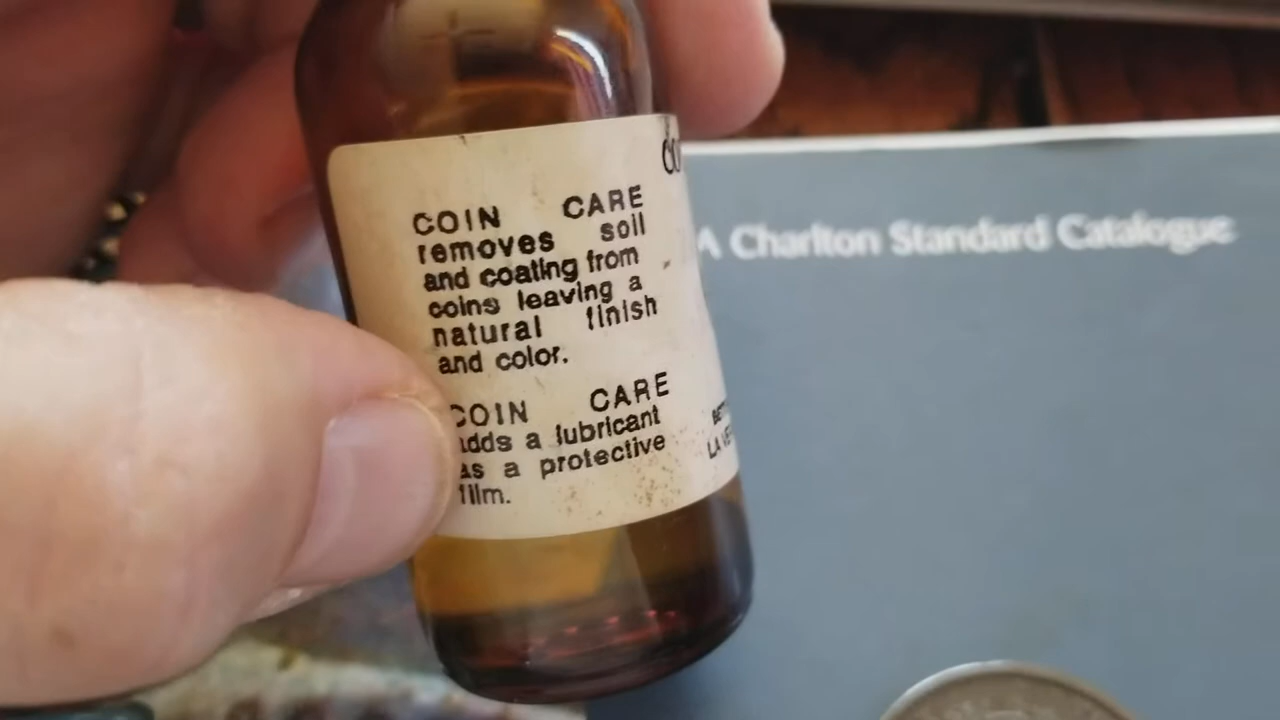 COIN CARE
removes soil
and coating from
coins leaving a
natural finish
and color.
COIN CARE
adds a lubricant
as a protective
film.
A Charlton Standard Catalogue